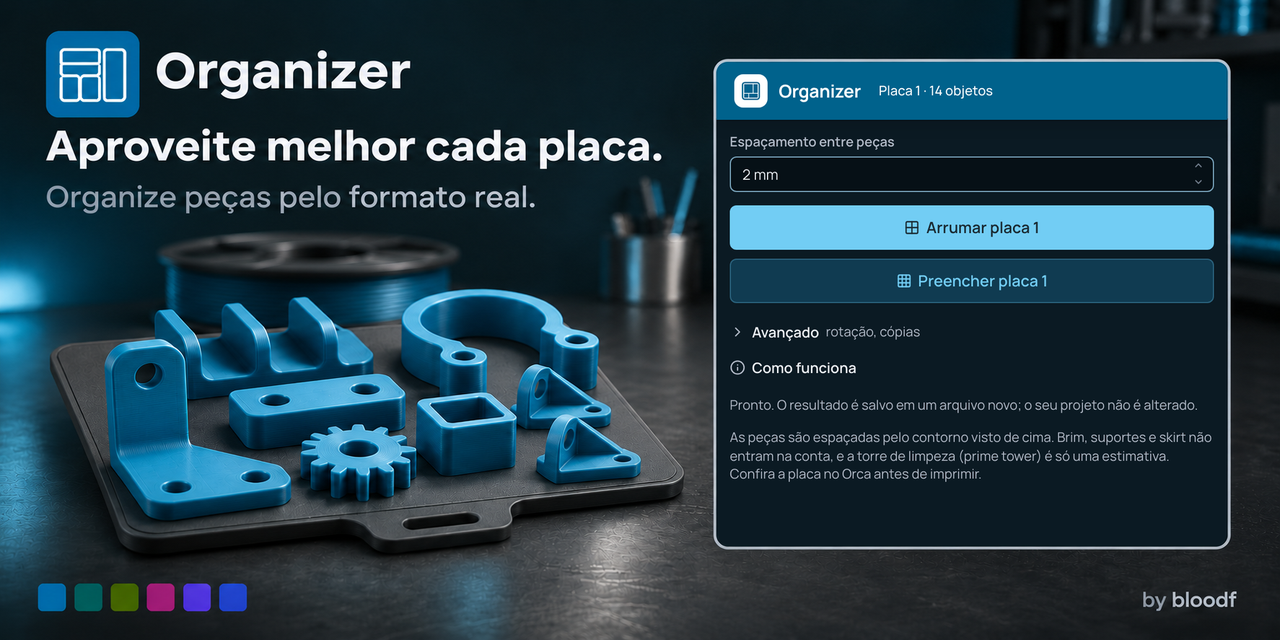 Organizer
Aproveite melhor cada placa.
Organize peças pelo formato real.
Organizer Placa 1 · 14 objetos
Espaçamento entre peças
2 mm
Arrumar placa 1
Preencher placa 1
Avançado rotação, cópias
Como funciona
Pronto. O resultado é salvo em um arquivo novo; o seu projeto não é alterado.
As peças são espaçadas pelo contorno visto de cima. Brim, suportes e skirt não
entram na conta, e a torre de limpeza (prime tower) é só uma estimativa.
Confira a placa no Orca antes de imprimir.
by bloodf